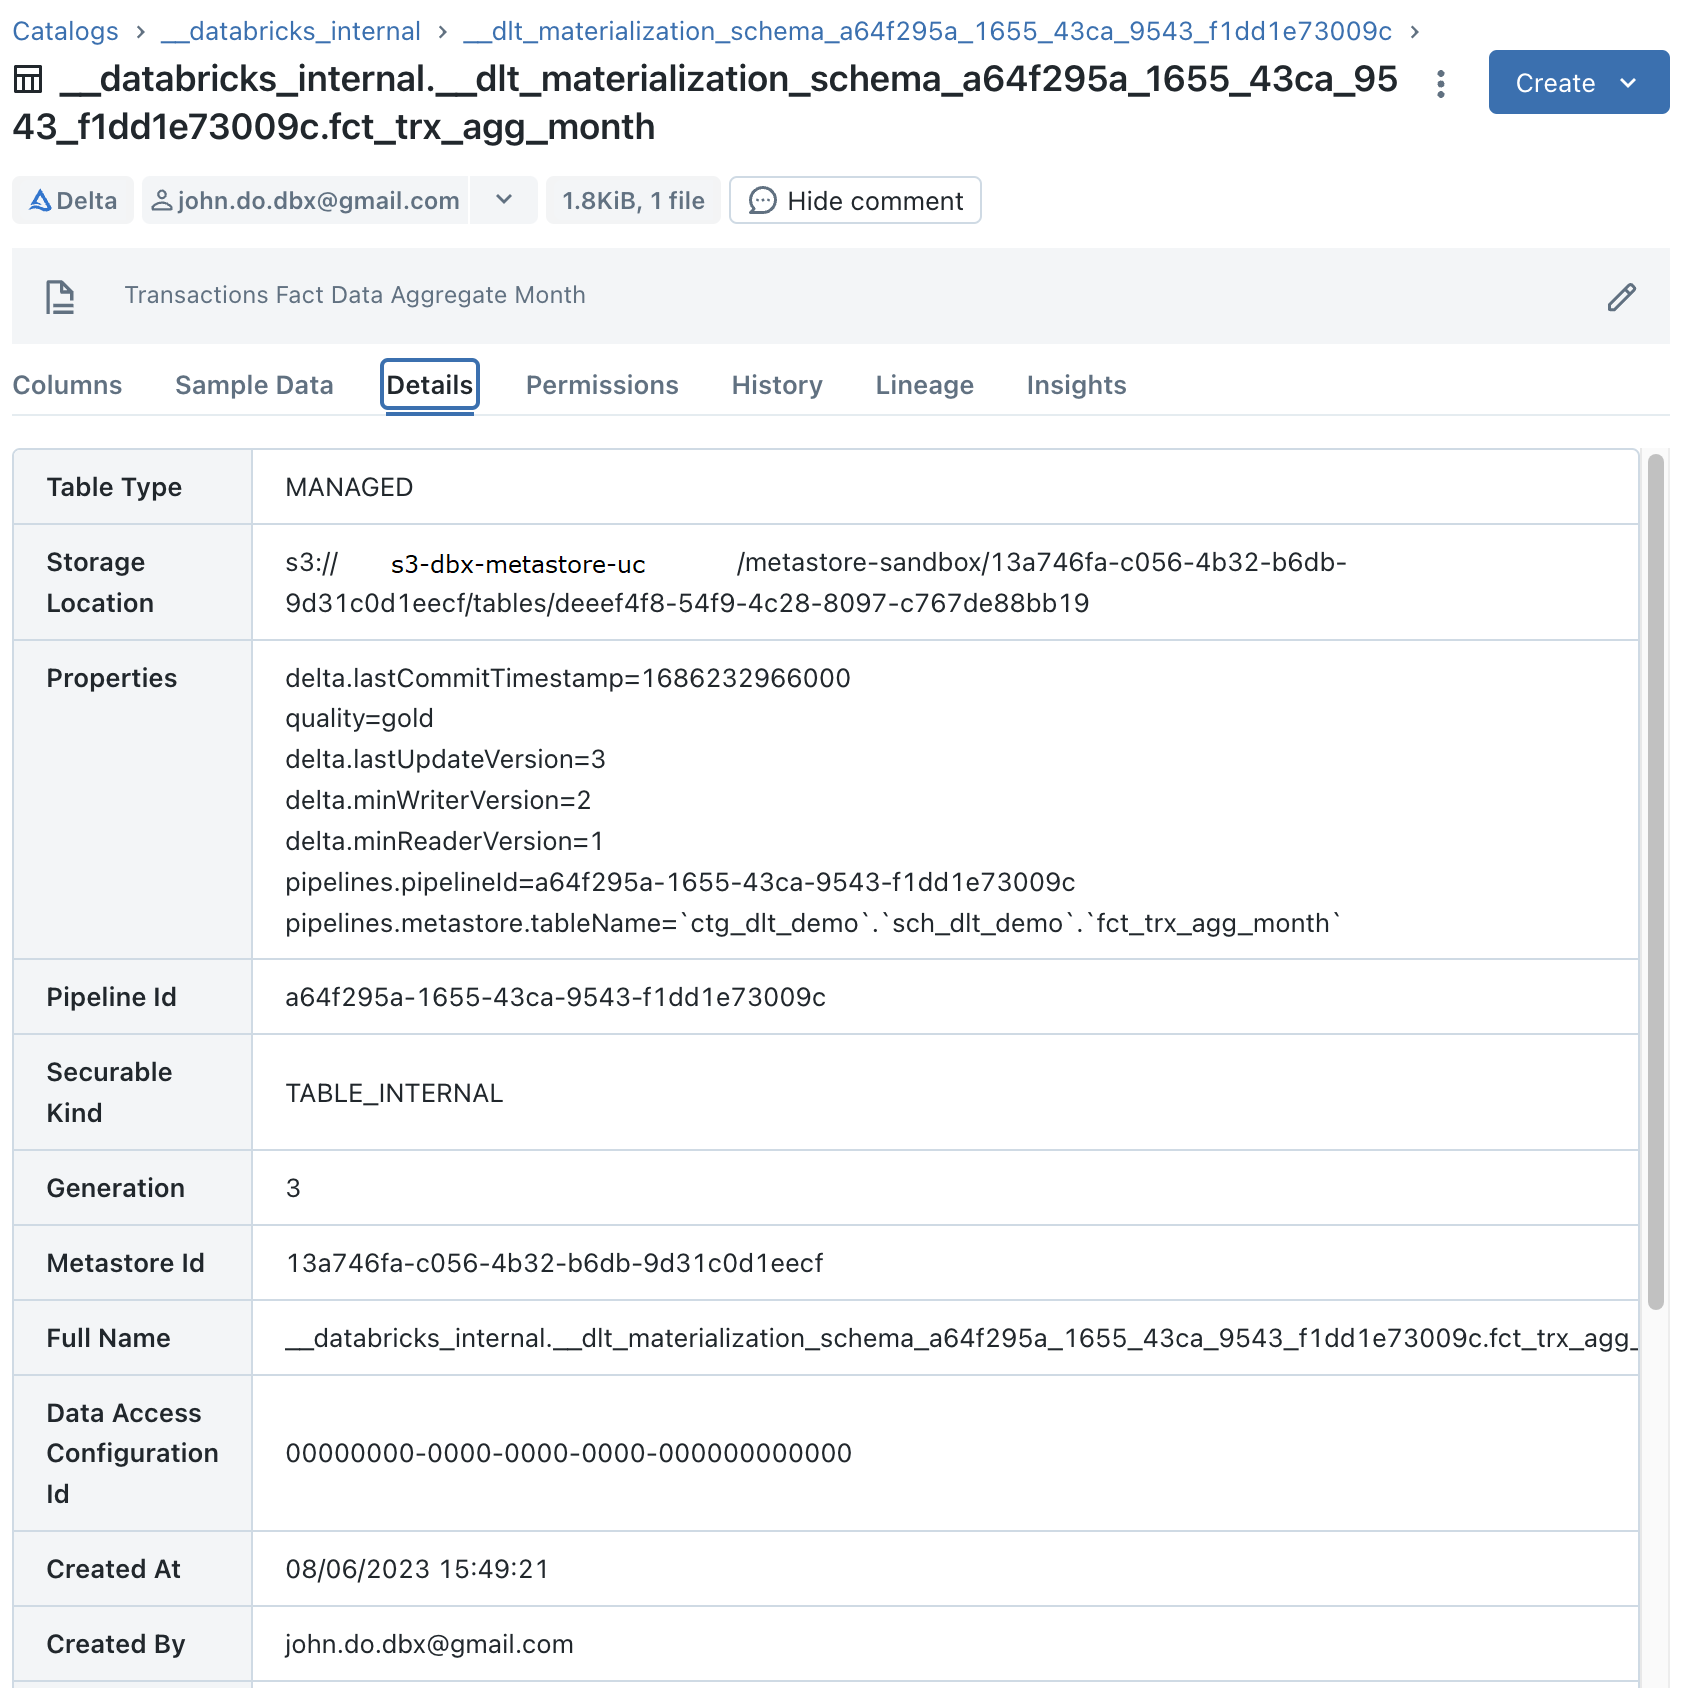 Catalogs > __databricks_internal > __dlt_materialization_schema_a64f295a_1655_43ca_9543_f1dd1e73009c >
__databricks_internal.__dlt_materialization_schema_a64f295a_1655_43ca_95
43_f1dd1e73009c.fct_trx_agg_month
Create
Delta john.do.dbx@gmail.com 1.8KiB, 1 file Hide comment
Transactions Fact Data Aggregate Month
Columns Sample Data Details Permissions History Lineage Insights
Table Type MANAGED
Storage Location s3:// s3-dbx-metastore-uc /metastore-sandbox/13a746fa-c056-4b32-b6db-
9d31c0d1eecf/tables/deeef4f8-54f9-4c28-8097-c767de88bb19
Properties delta.lastCommitTimestamp=1686232966000
quality=gold
delta.lastUpdateVersion=3
delta.minWriterVersion=2
delta.minReaderVersion=1
pipelines.pipelineId=a64f295a-1655-43ca-9543-f1dd1e73009c
pipelines.metastore.tableName=`ctg_dlt_demo`.`sch_dlt_demo`.`fct_trx_agg_month`
Pipeline Id a64f295a-1655-43ca-9543-f1dd1e73009c
Securable Kind TABLE_INTERNAL
Generation 3
Metastore Id 13a746fa-c056-4b32-b6db-9d31c0d1eecf
Full Name __databricks_internal.__dlt_materialization_schema_a64f295a_1655_43ca_9543_f1dd1e73009c.fct_trx_agg_
Data Access Configuration Id 00000000-0000-0000-0000-000000000000
Created At 08/06/2023 15:49:21
Created By john.do.dbx@gmail.com